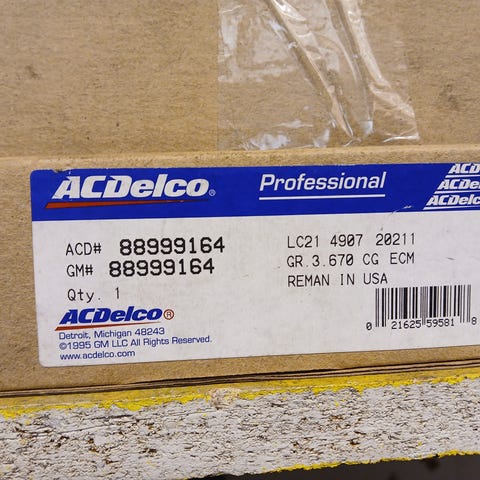 ACDelco® Professional ACDelco
ACDelco
ACDelco
ACD# 88999164
GM# 88999164
Qty. 1
LC21 4907 20211
GR.3.670 CG ECM
REMAN IN USA
ACDelco®
Detroit, Michigan 48243
©1995 GM LLC All Rights Reserved.
www.acdelco.com
0 21625 59581 8